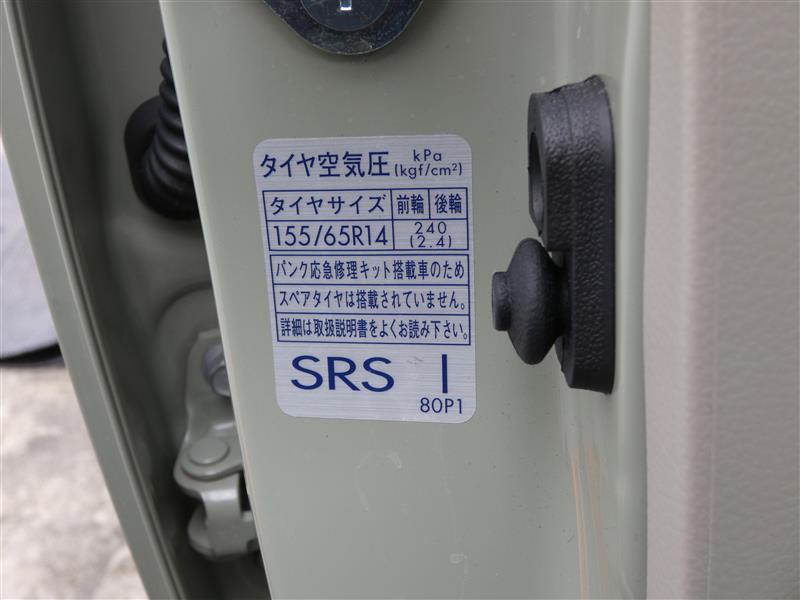 タイヤ空気圧 kPa (kgf/cm²)
タイヤサイズ 前輪 後輪
155/65R14 240 (2.4)
パンク応急修理キット搭載車のため
スペアタイヤは搭載されていません。
詳細は取扱説明書をよくお読み下さい。
SRS I
80P1